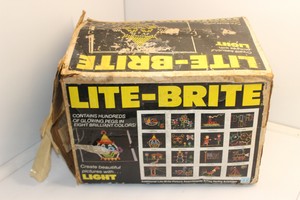 LIGHT
LITE-BRITE
LITE-BRITE
CONTAINS HUNDREDS
OF GLOWING PEGS IN
EIGHT BRILLIANT COLORS!
Create beautiful
pictures with
LIGHT